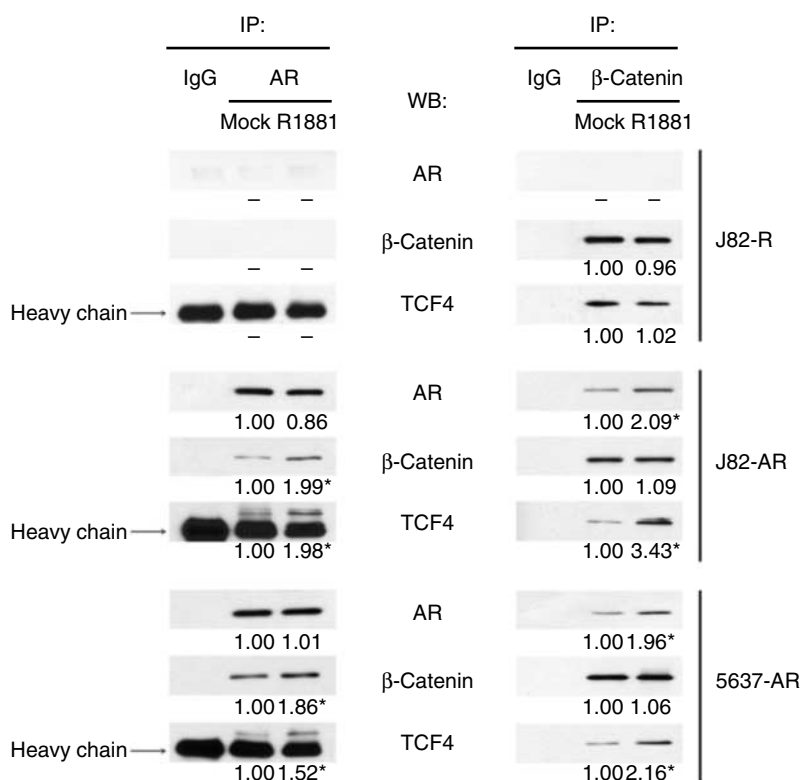 IP: IP:
IgG AR WB: IgG β-Catenin
Mock R1881 Mock R1881
AR
– – – –
β-Catenin J82-R
– – 1.00 0.96
Heavy chain TCF4
– – 1.00 1.02
AR
1.00 0.86 1.00 2.09*
β-Catenin J82-AR
1.00 1.99* 1.00 1.09
Heavy chain TCF4
1.00 1.98* 1.00 3.43*
AR
1.00 1.01 1.00 1.96*
β-Catenin 5637-AR
1.00 1.86* 1.00 1.06
Heavy chain TCF4
1.00 1.52* 1.00 2.16*